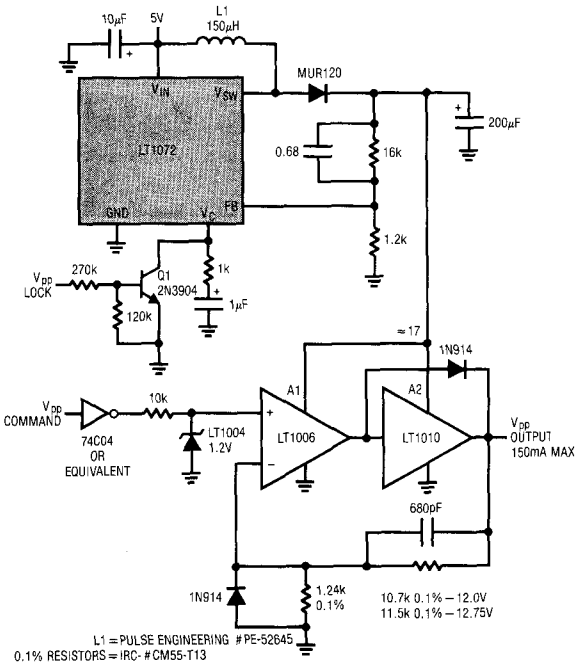 10µF
5V
L1
150µH
MUR120
VIN
VSW
LT1072
200µF
0.68
16k
GND
VC
FB
1.2k
VPP
LOCK
270k
Q1
2N3904
120k
1k
1µF
≈17
1N914
VPP
COMMAND
10k
A1
A2
74C04
OR
EQUIVALENT
LT1004
1.2V
+
LT1006
–
LT1010
VPP
OUTPUT
150mA MAX
680pF
1N914
1.24k
0.1%
10.7k 0.1%–12.0V
11.5k 0.1%–12.75V
L1=PULSE ENGINEERING #PE-52645
0.1% RESISTORS=IRC-#CM55-T13